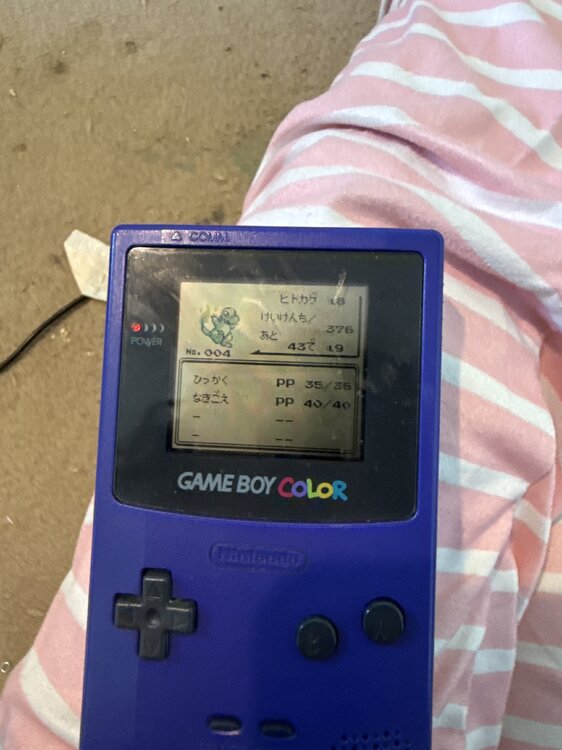 △ COMM.
ヒトカゲ :L8
けいけんち/
376
あと 43で :L9
No.004
ひっかく PP 35/35
なきごえ PP 40/40
- --
- --
POWER
GAME BOY COLOR
Nintendo
B A